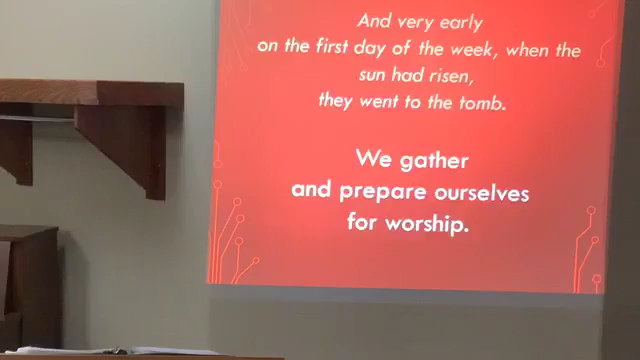 And very early
on the first day of the week, when the
sun had risen,
they went to the tomb.
We gather
and prepare ourselves
for worship.